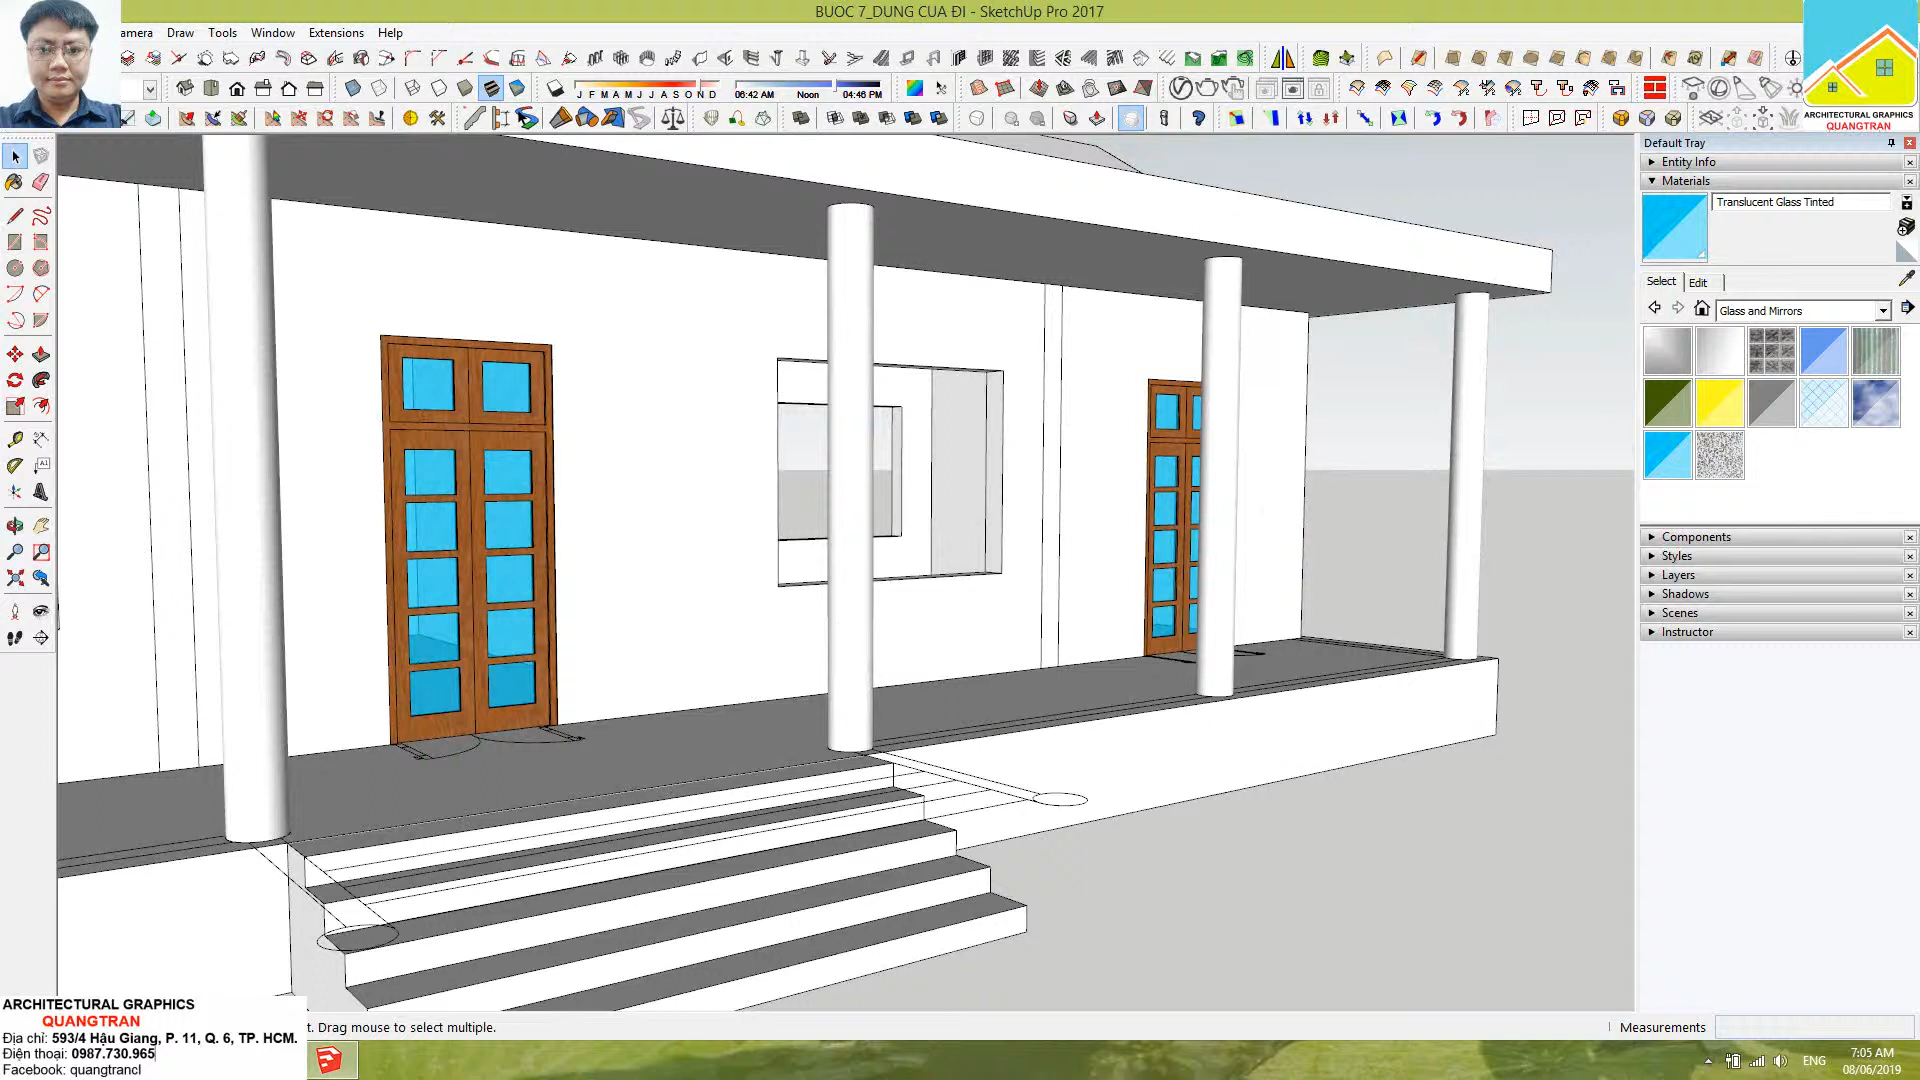 BUOC 7_DUNG CUA ĐI - SketchUp Pro 2017
amera Draw Tools Window Extensions Help
J F M A M J J A S O N D
06:42 AM Noon 04:46 PM
ARCHITECTURAL GRAPHICS
QUANGTRAN
Default Tray
Entity Info
Materials
Translucent Glass Tinted
Select Edit
Glass and Mirrors
Components
Styles
Layers
Shadows
Scenes
Instructor
A1
ARCHITECTURAL GRAPHICS
QUANGTRAN
Địa chỉ: 593/4 Hậu Giang, P. 11, Q. 6, TP. HCM.
Điện thoại: 0987.730.965
Facebook: quangtrancl
t. Drag mouse to select multiple.
Measurements
ENG
7:05 AM
08/06/2019